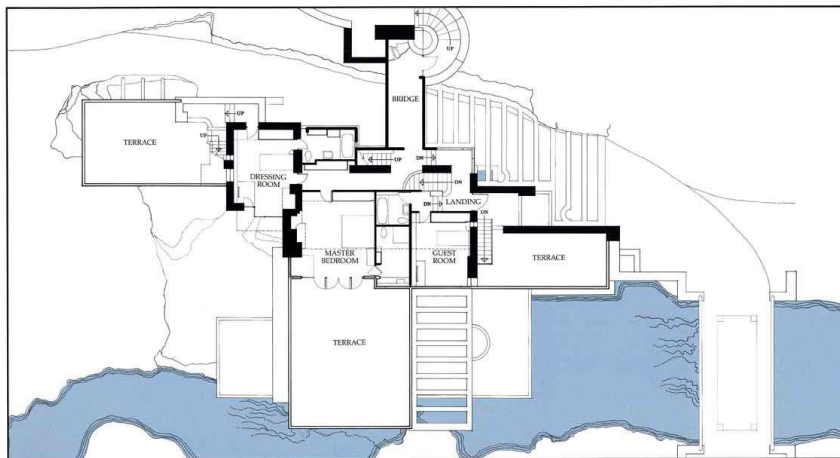 UP
BRIDGE
TERRACE
UP
UP
UP
DN
DRESSING
ROOM
DN
DN
LANDING
DN
MASTER
BEDROOM
GUEST
ROOM
TERRACE
TERRACE